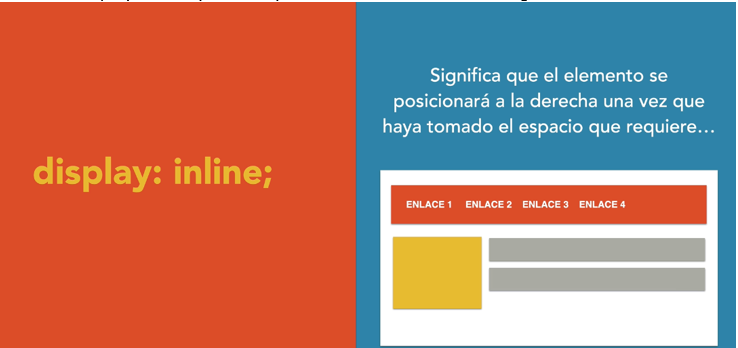 display: inline;
Significa que el elemento se
posicionará a la derecha una vez que
haya tomado el espacio que requiere…
ENLACE 1 ENLACE 2 ENLACE 3 ENLACE 4